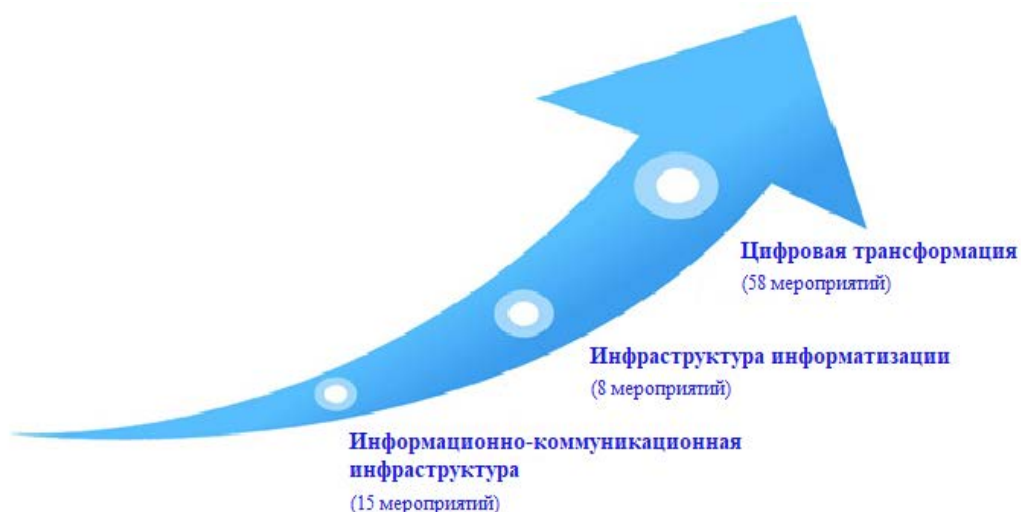 Цифровая трансформация
(58 мероприятий)
Инфраструктура информатизации
(8 мероприятий)
Информационно-коммуникационная
инфраструктура
(15 мероприятий)